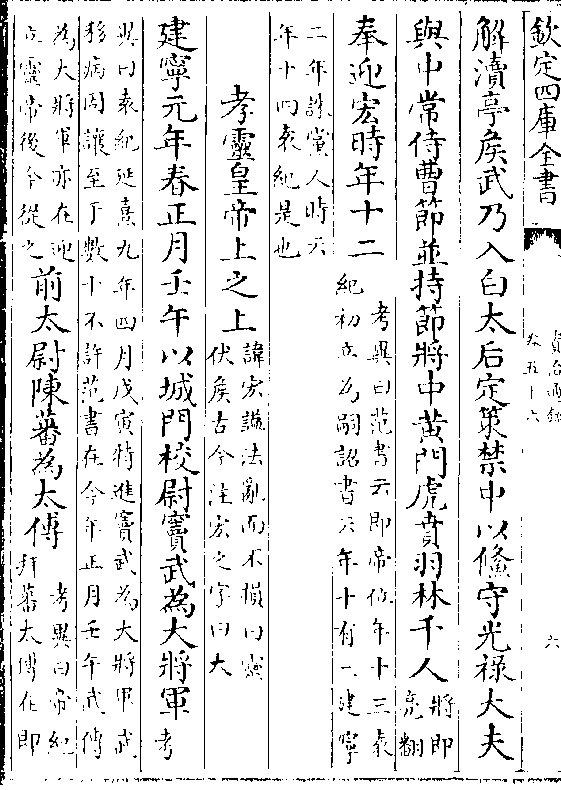 欽定四庫全書
資治通鑑
卷五十六
六
解瀆亭侯武乃入白太后定策禁中以儵守光祿大夫
與中常侍曹節並持節將中黄門虎賁羽林千人將即亮翻
奉迎宏時年十二考異曰范書云即帝位年十三袁紀初立為嗣詔書云年十有二建寧
二年誅黨人時云年十四袁紀是也
孝靈皇帝上之上諱宏諡法亂而不損曰靈伏侯古今注宏之字曰大
建寧元年春正月壬午以城門校尉竇武為大將軍考
異曰袁紀延熹九年四月戊寅特進竇武為大將軍武移病固讓至于數十不許范書在今年正月壬午武傳
為大將軍亦在迎立靈帝後今從之前太尉陳蕃為太傅考異曰帝紀拜蕃太傅在即